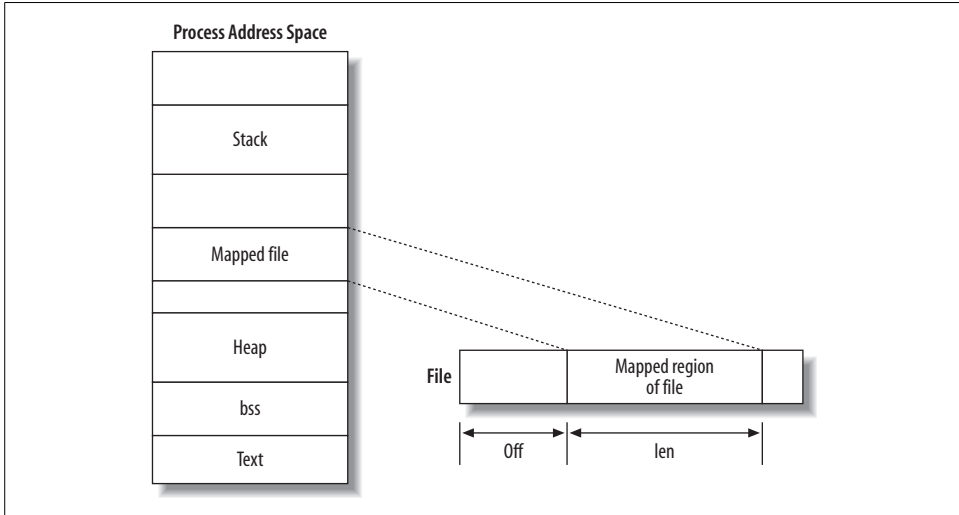 Process Address Space
Stack
Mapped file
Heap
bss
Text
File
Mapped region
of file
Off
len